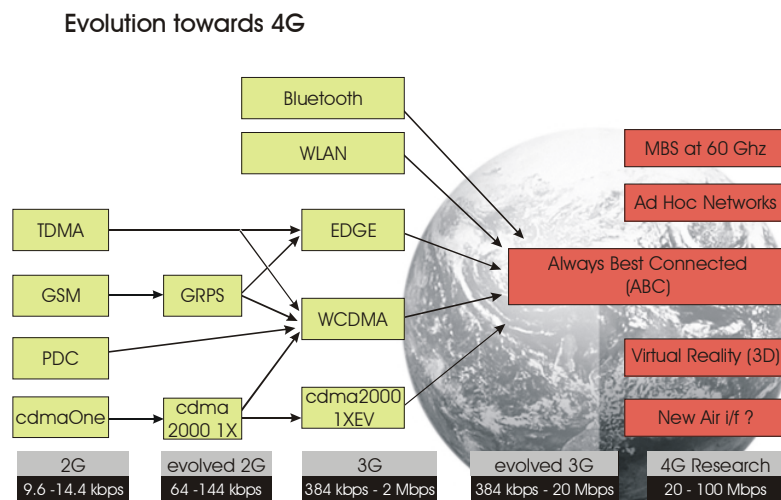 Evolution towards 4G
Bluetooth
WLAN
MBS at 60 Ghz
Ad Hoc Networks
TDMA
EDGE
Always Best Connected
(ABC)
GSM
GRPS
WCDMA
PDC
Virtual Reality (3D)
cdmaOne
cdma
2000 1X
cdma2000
1XEV
New Air i/f ?
2G
evolved 2G
3G
evolved 3G
4G Research
9.6 -14.4 kbps
64 -144 kbps
384 kbps - 2 Mbps
384 kbps - 20 Mbps
20 - 100 Mbps